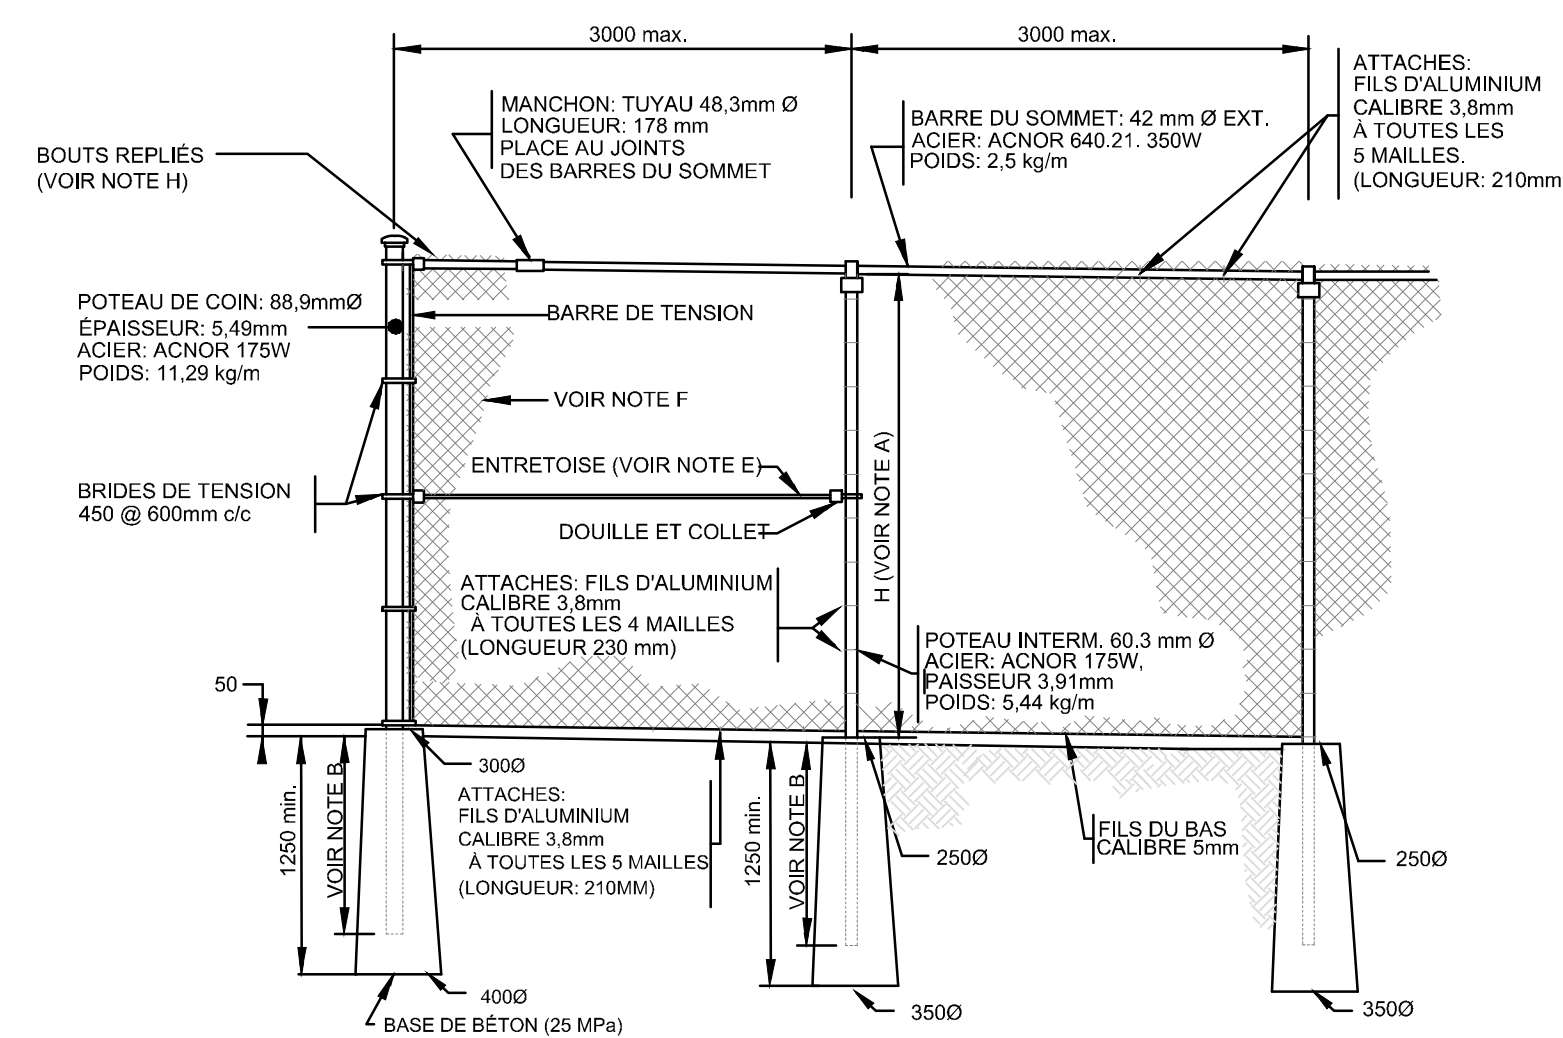 3000 max.
3000 max.
ATTACHES:
FILS D'ALUMINIUM
CALIBRE 3,8mm
À TOUTES LES
5 MAILLES.
(LONGUEUR: 210mm
MANCHON: TUYAU 48,3mm Ø
LONGUEUR: 178 mm
PLACE AU JOINTS
DES BARRES DU SOMMET
BARRE DU SOMMET: 42 mm Ø EXT.
ACIER: ACNOR 640.21. 350W
POIDS: 2,5 kg/m
BOUTS REPLIÉS
(VOIR NOTE H)
POTEAU DE COIN: 88,9mmØ
ÉPAISSEUR: 5,49mm
ACIER: ACNOR 175W
POIDS: 11,29 kg/m
BARRE DE TENSION
VOIR NOTE F
ENTRETOISE (VOIR NOTE E)
BRIDES DE TENSION
450 @ 600mm c/c
DOUILLE ET COLLET
H (VOIR NOTE A)
ATTACHES: FILS D'ALUMINIUM
CALIBRE 3,8mm
À TOUTES LES 4 MAILLES
(LONGUEUR 230 mm)
POTEAU INTERM. 60.3 mm Ø
ACIER: ACNOR 175W,
PAISSEUR 3,91mm
POIDS: 5,44 kg/m
50
300Ø
1250 min.
VOIR NOTE B
ATTACHES:
FILS D'ALUMINIUM
CALIBRE 3,8mm
À TOUTES LES 5 MAILLES
(LONGUEUR: 210MM)
1250 min.
VOIR NOTE B
250Ø
FILS DU BAS
CALIBRE 5mm
250Ø
400Ø
BASE DE BÉTON (25 MPa)
350Ø
350Ø